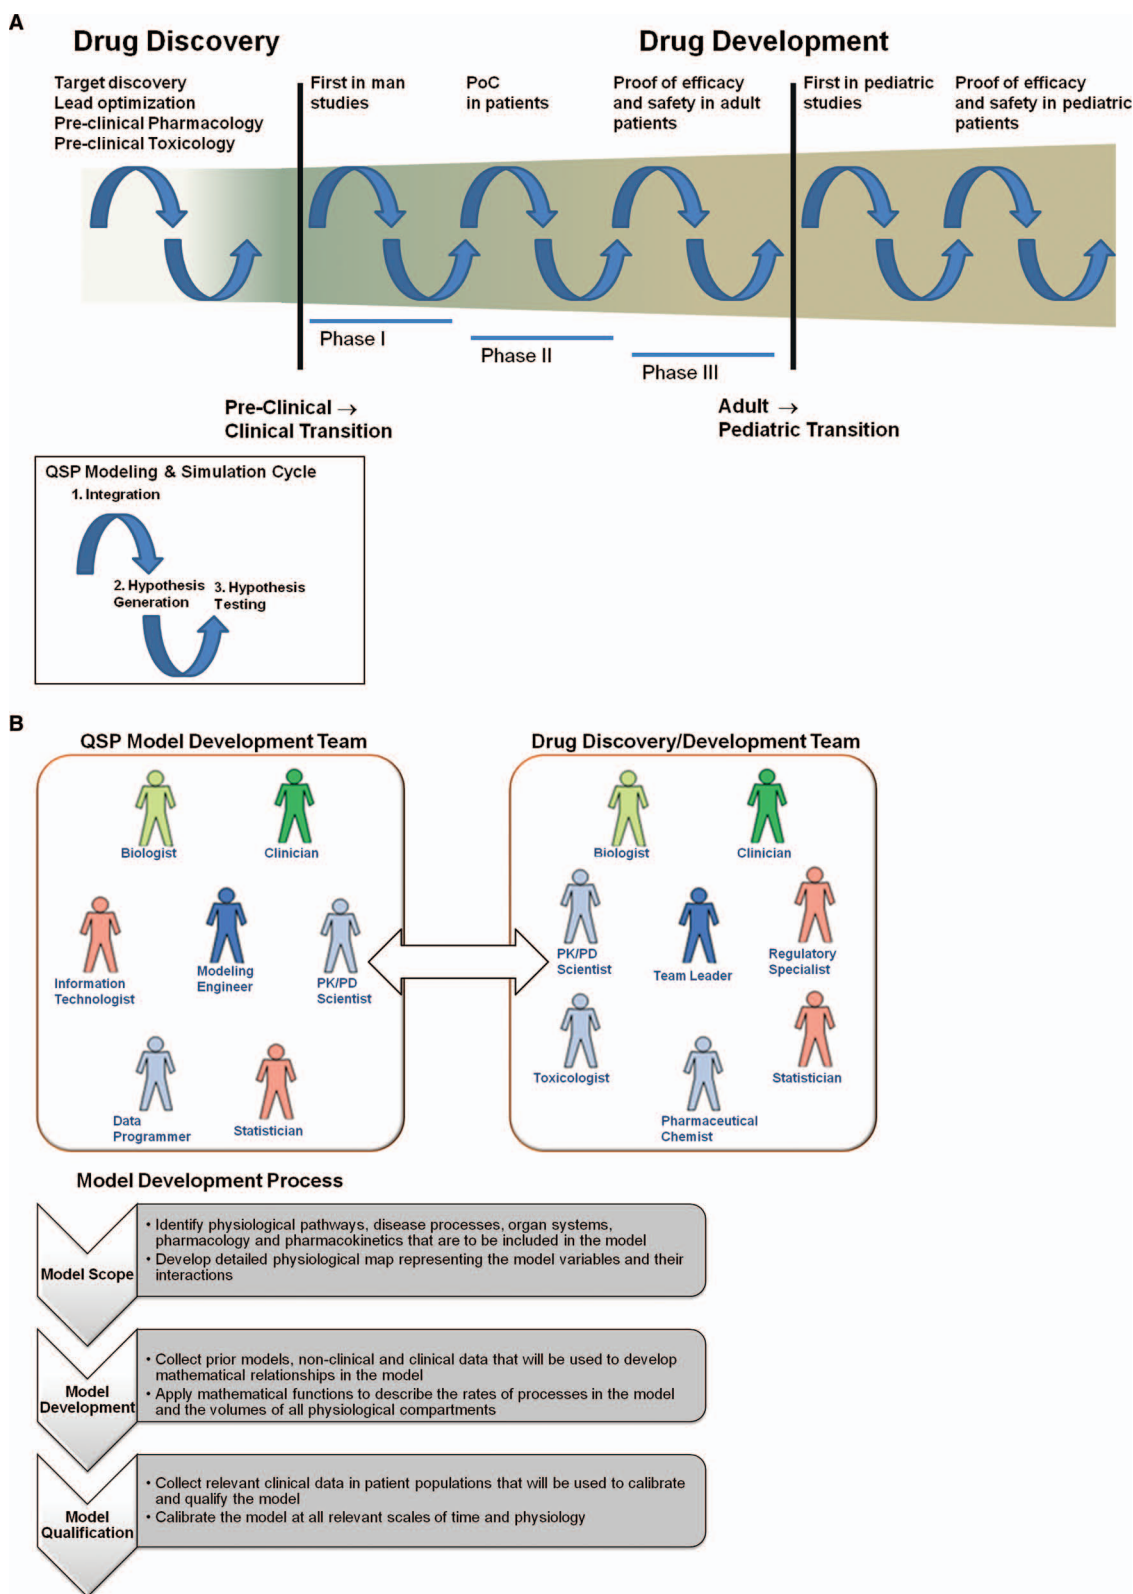 A
Drug Discovery
Drug Development
Target discovery
Lead optimization
Pre-clinical Pharmacology
Pre-clinical Toxicology
First in man
studies
PoC
in patients
Proof of efficacy
and safety in adult
patients
First in pediatric
studies
Proof of efficacy
and safety in pediatric
patients
Phase I
Phase II
Phase III
Pre-Clinical →
Clinical Transition
Adult →
Pediatric Transition
QSP Modeling & Simulation Cycle
1. Integration
2. Hypothesis
Generation
3. Hypothesis
Testing
B
QSP Model Development Team
Biologist
Clinician
Information
Technologist
Modeling
Engineer
PK/PD
Scientist
Data
Programmer
Statistician
Drug Discovery/Development Team
Biologist
Clinician
PK/PD
Scientist
Team Leader
Regulatory
Specialist
Toxicologist
Pharmaceutical
Chemist
Statistician
Model Development Process
Model Scope
• Identify physiological pathways, disease processes, organ systems,
pharmacology and pharmacokinetics that are to be included in the model
• Develop detailed physiological map representing the model variables and their
interactions
Model
Development
• Collect prior models, non-clinical and clinical data that will be used to develop
mathematical relationships in the model
• Apply mathematical functions to describe the rates of processes in the model
and the volumes of all physiological compartments
Model
Qualification
• Collect relevant clinical data in patient populations that will be used to calibrate
and qualify the model
• Calibrate the model at all relevant scales of time and physiology